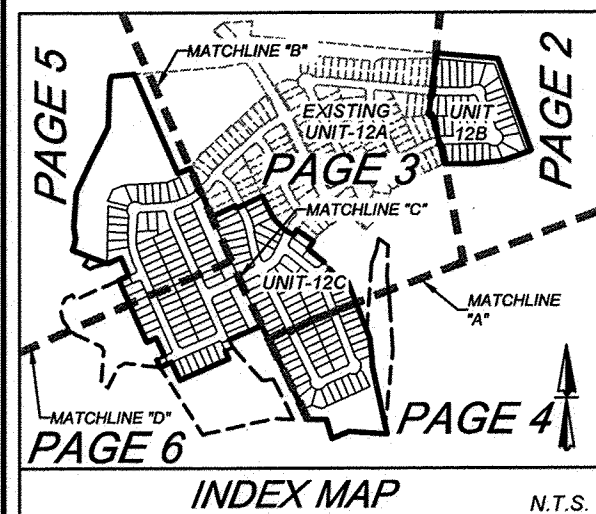 PAGE 5
MATCHLINE "B"
PAGE 2
EXISTING
UNIT-12A
UNIT
12B
PAGE 3
MATCHLINE "C"
UNIT-12C
MATCHLINE
"A"
MATCHLINE "D"
PAGE 4
PAGE 6
INDEX MAP
N.T.S.